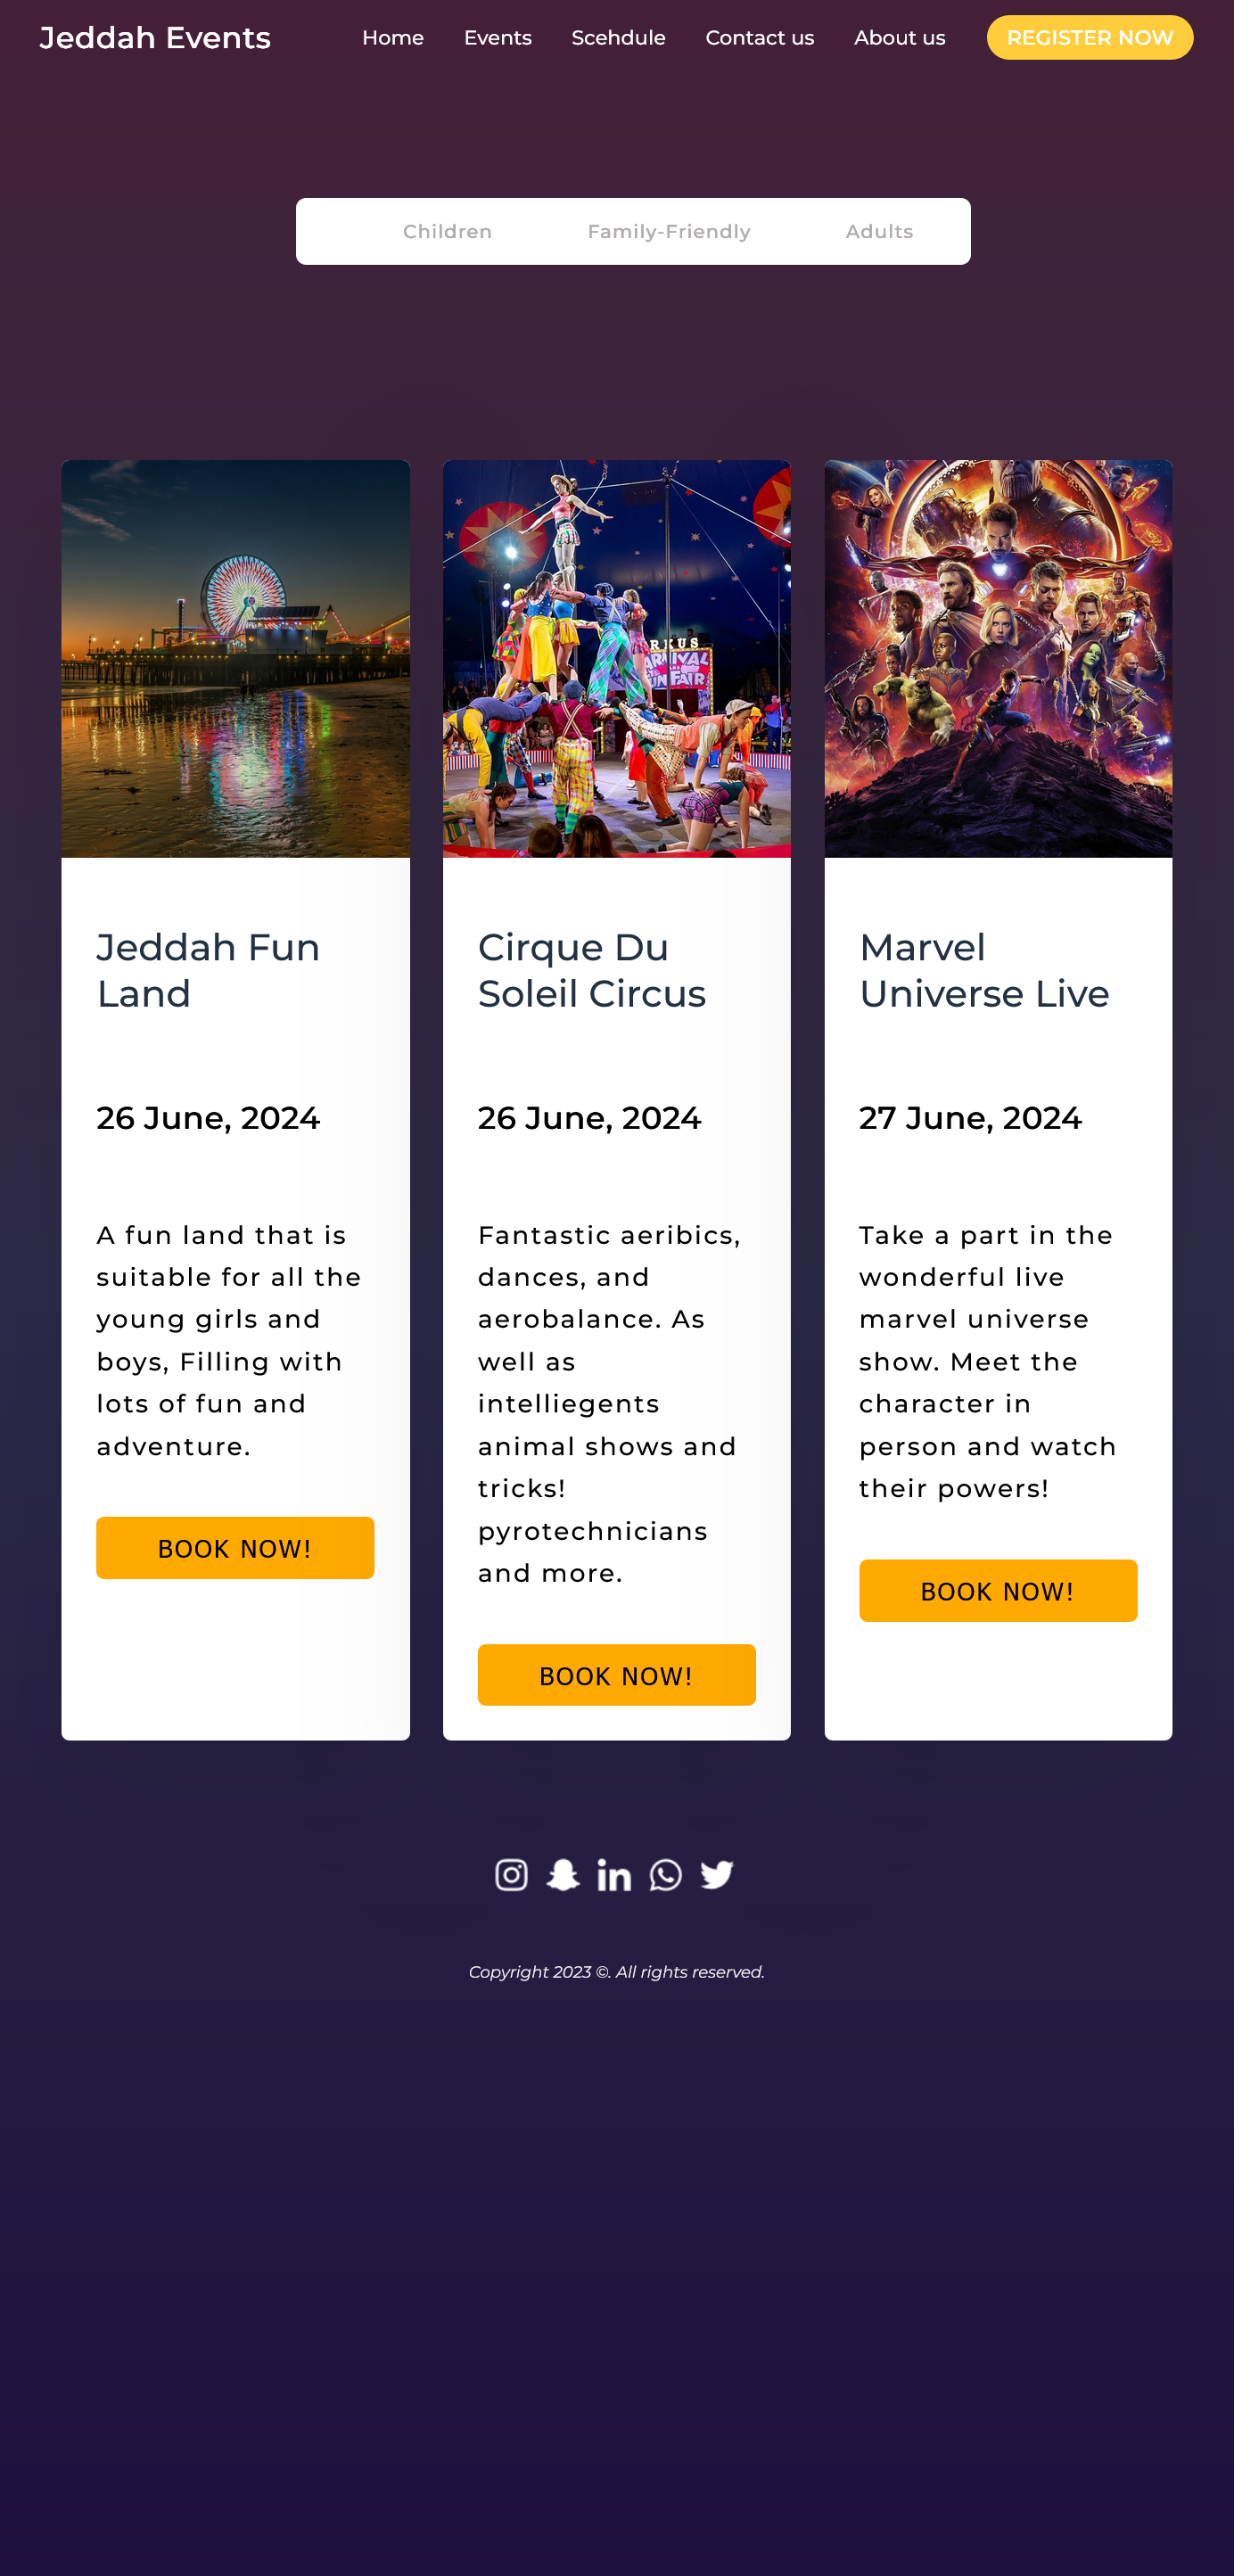 Jeddah Events Home Events Scehdule Contact us About us REGISTER NOW
Children Family-Friendly Adults
RKUS
FUN FAIR
Jeddah Fun
Land
26 June, 2024
A fun land that is
suitable for all the
young girls and
boys, Filling with
lots of fun and
adventure.
BOOK NOW!
Cirque Du
Soleil Circus
26 June, 2024
Fantastic aeribics,
dances, and
aerobalance. As
well as
intelliegents
animal shows and
tricks!
pyrotechnicians
and more.
BOOK NOW!
Marvel
Universe Live
27 June, 2024
Take a part in the
wonderful live
marvel universe
show. Meet the
character in
person and watch
their powers!
BOOK NOW!
Copyright 2023 ©. All rights reserved.